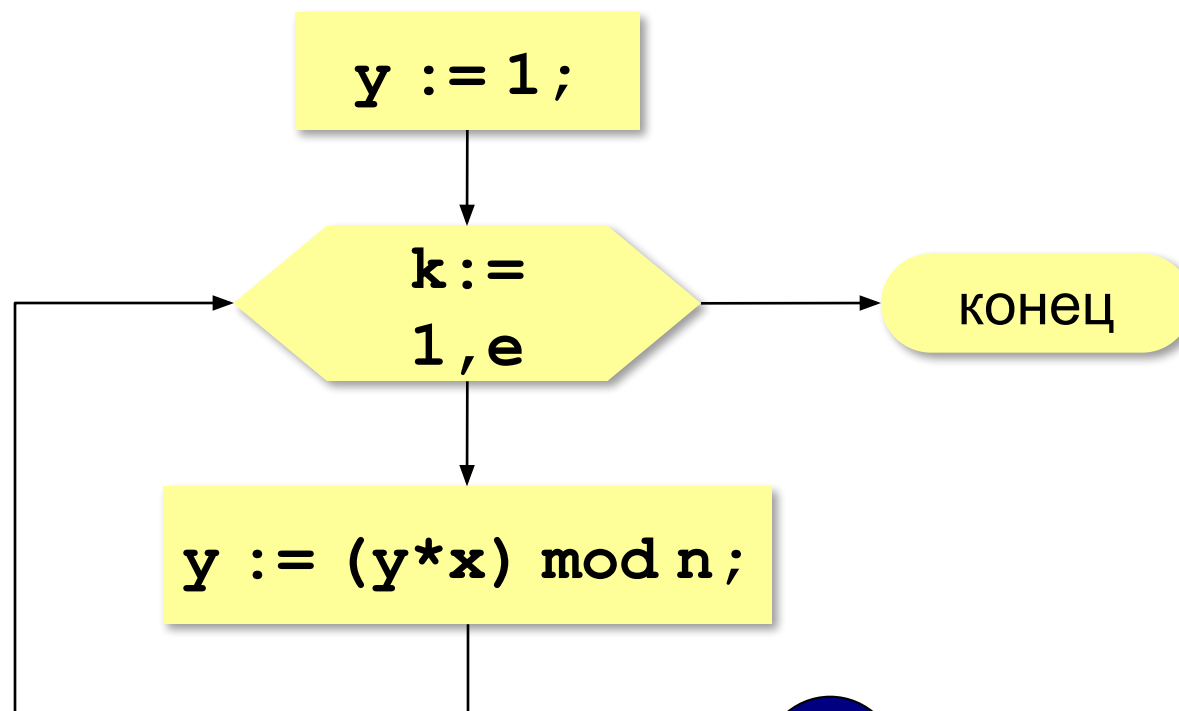 y := 1;
k:=
1,e
конец
y := (y*x) mod n;